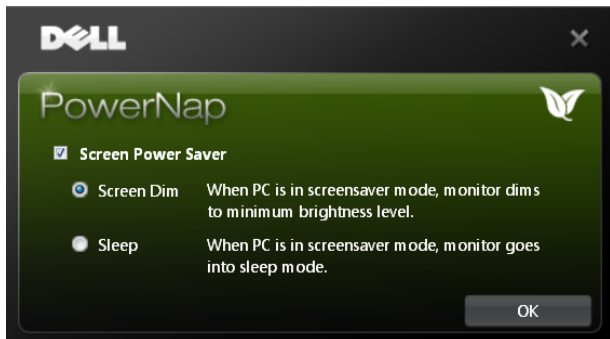 DELL
PowerNap
Screen Power Saver
Screen Dim When PC is in screensaver mode, monitor dims
to minimum brightness level.
Sleep When PC is in screensaver mode, monitor goes
into sleep mode.
OK